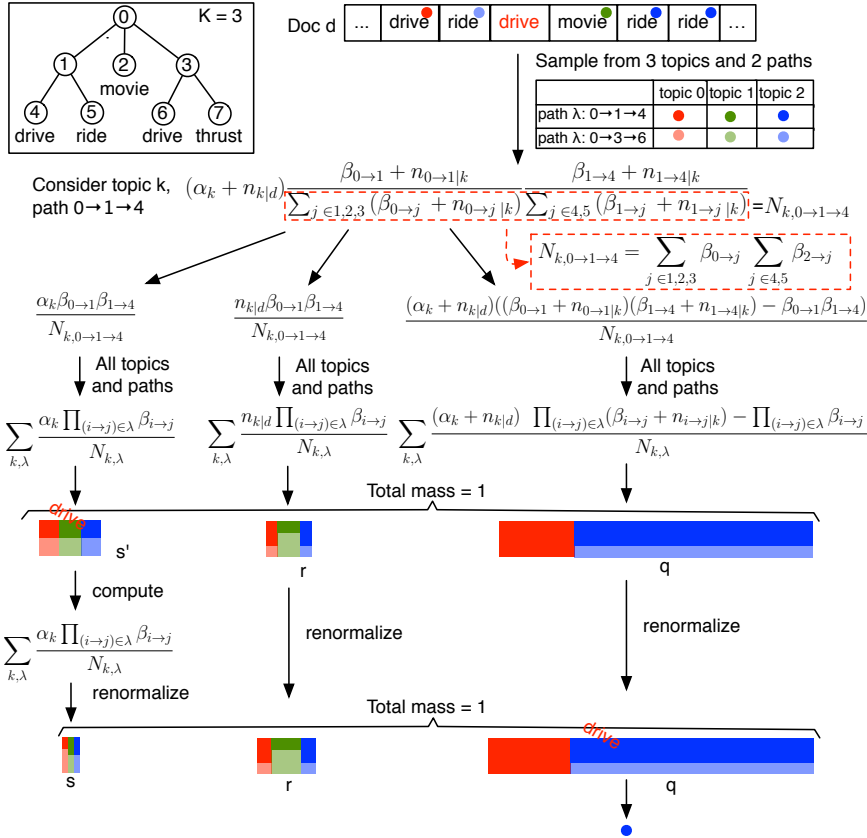 K = 3
0
1 2 3
movie
4 5 6 7
drive ride drive thrust
Doc d
... drive ride drive movie ride ride ...
Sample from 3 topics and 2 paths
topic 0 topic 1 topic 2
path λ: 0→1→4
path λ: 0→3→6
Consider topic k,
path 0→1→4
(α_k + n_{k|d}) \frac{β_{0→1} + n_{0→1|k}}{∑_{j∈1,2,3} (β_{0→j} + n_{0→j|k})} \frac{β_{1→4} + n_{1→4|k}}{∑_{j∈4,5} (β_{1→j} + n_{1→j|k})} =N_{k,0→1→4}
N_{k,0→1→4} = ∑_{j∈1,2,3} β_{0→j} ∑_{j∈4,5} β_{2→j}
\frac{α_k β_{0→1} β_{1→4}}{N_{k,0→1→4}}
\frac{n_{k|d} β_{0→1} β_{1→4}}{N_{k,0→1→4}}
\frac{(α_k + n_{k|d})((β_{0→1} + n_{0→1|k})(β_{1→4} + n_{1→4|k}) − β_{0→1} β_{1→4})}{N_{k,0→1→4}}
All topics
and paths
All topics
and paths
All topics
and paths
∑_{k,λ} \frac{α_k ∏_{(i→j)∈λ} β_{i→j}}{N_{k,λ}}
∑_{k,λ} \frac{n_{k|d} ∏_{(i→j)∈λ} β_{i→j}}{N_{k,λ}}
∑_{k,λ} \frac{(α_k + n_{k|d}) ∏_{(i→j)∈λ} (β_{i→j} + n_{i→j|k}) − ∏_{(i→j)∈λ} β_{i→j}}{N_{k,λ}}
Total mass = 1
drive
s'
r
q
compute
∑_{k,λ} \frac{α_k ∏_{(i→j)∈λ} β_{i→j}}{N_{k,λ}}
renormalize
renormalize
renormalize
Total mass = 1
drive
s
r
q